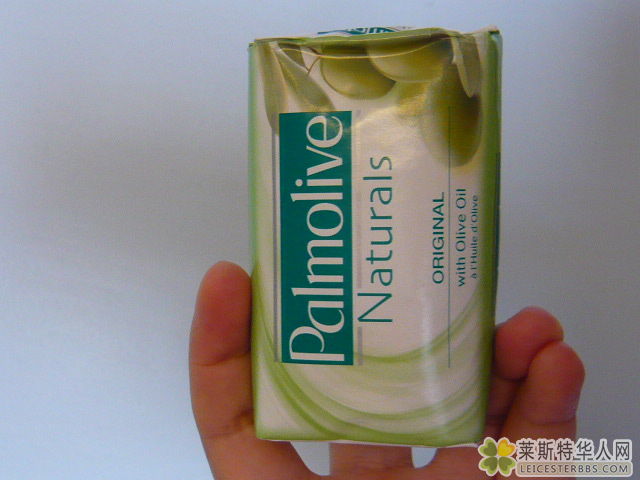 Palmolive
Naturals
ORIGINAL
with Olive Oil
à l'Huile d'Olive
莱斯特华人网
LEICESTERBBS.COM